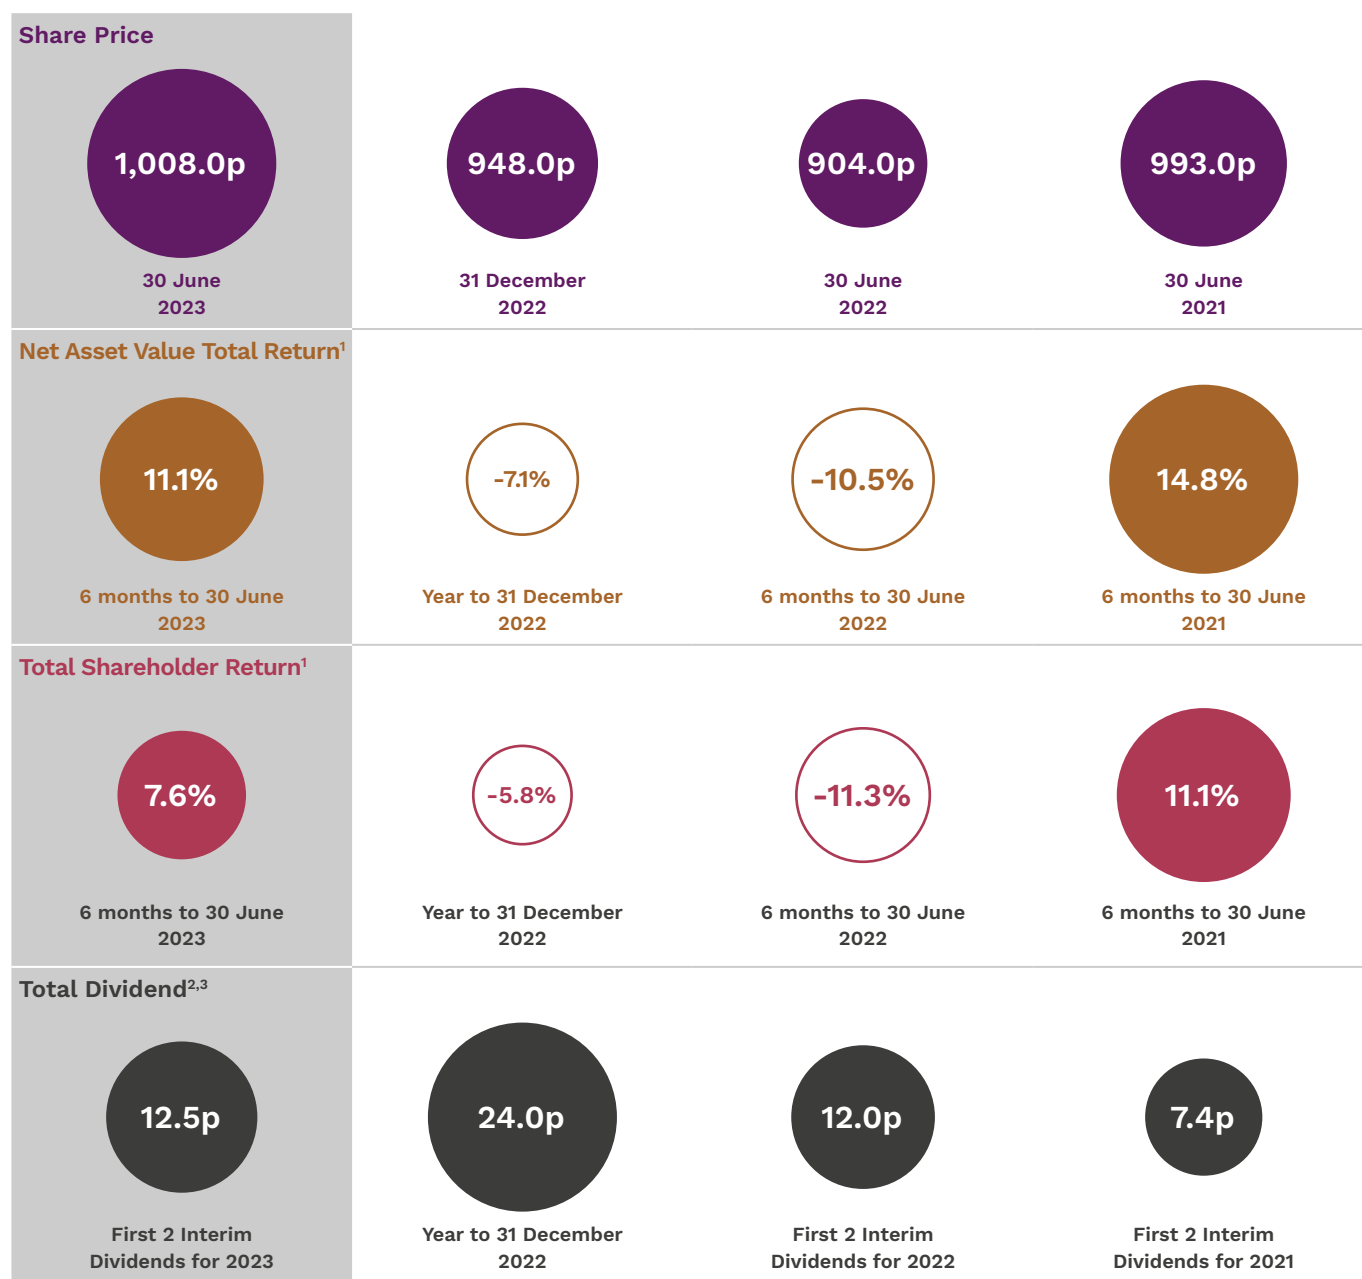 Share Price
1,008.0p
948.0p
904.0p
993.0p
30 June
2023
31 December
2022
30 June
2022
30 June
2021
Net Asset Value Total Return¹
11.1%
-7.1%
-10.5%
14.8%
6 months to 30 June
2023
Year to 31 December
2022
6 months to 30 June
2022
6 months to 30 June
2021
Total Shareholder Return¹
7.6%
-5.8%
-11.3%
11.1%
6 months to 30 June
2023
Year to 31 December
2022
6 months to 30 June
2022
6 months to 30 June
2021
Total Dividend²,³
12.5p
24.0p
12.0p
7.4p
First 2 Interim
Dividends for 2023
Year to 31 December
2022
First 2 Interim
Dividends for 2022
First 2 Interim
Dividends for 2021